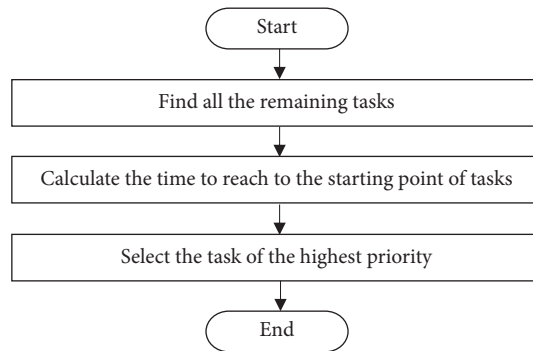 Start
Find all the remaining tasks
Calculate the time to reach to the starting point of tasks
Select the task of the highest priority
End